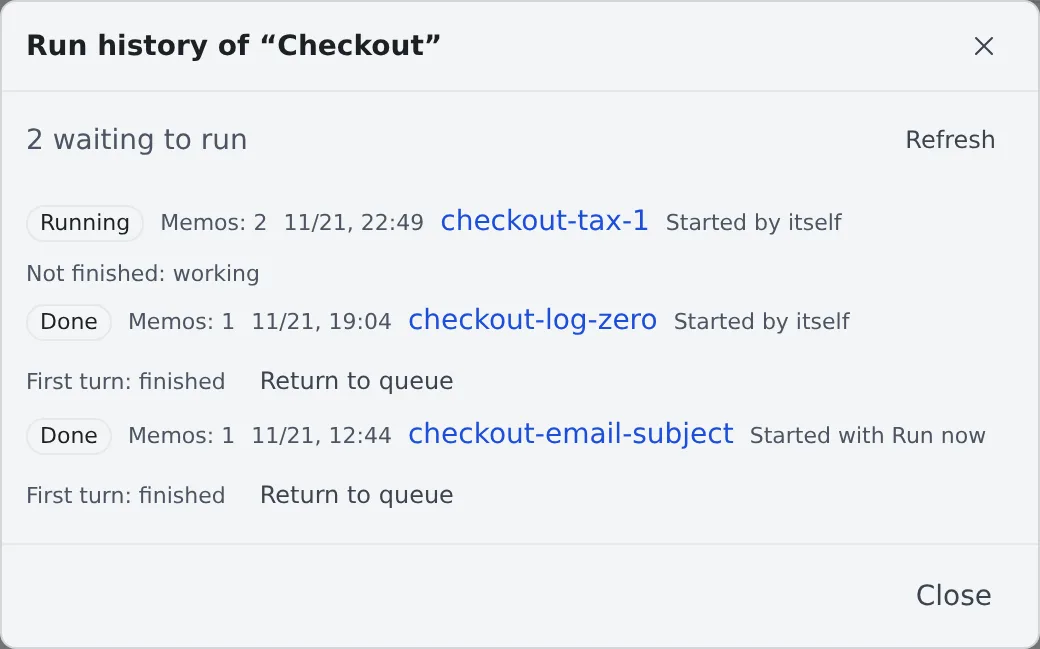 Run history of “Checkout”
2 waiting to run Refresh
Running Memos: 2 11/21, 22:49 checkout-tax-1 Started by itself
Not finished: working
Done Memos: 1 11/21, 19:04 checkout-log-zero Started by itself
First turn: finished Return to queue
Done Memos: 1 11/21, 12:44 checkout-email-subject Started with Run now
First turn: finished Return to queue
Close